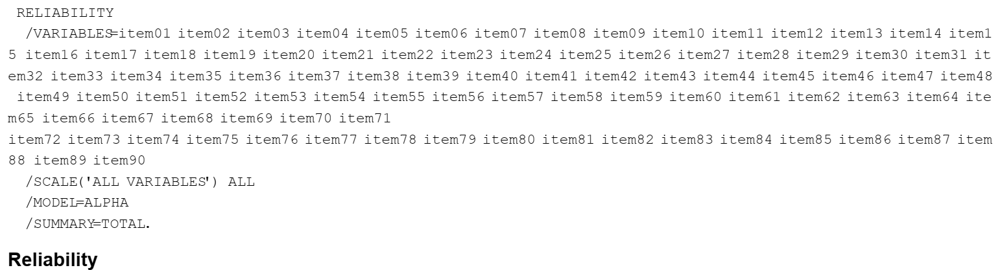 RELIABILITY
/VARIABLES=item01 item02 item03 item04 item05 item06 item07 item08 item09 item10 item11 item12 item13 item14 item1
5 item16 item17 item18 item19 item20 item21 item22 item23 item24 item25 item26 item27 item28 item29 item30 item31 it
em32 item33 item34 item35 item36 item37 item38 item39 item40 item41 item42 item43 item44 item45 item46 item47 item48
item49 item50 item51 item52 item53 item54 item55 item56 item57 item58 item59 item60 item61 item62 item63 item64 ite
m65 item66 item67 item68 item69 item70 item71
item72 item73 item74 item75 item76 item77 item78 item79 item80 item81 item82 item83 item84 item85 item86 item87 item
88 item89 item90
/SCALE('ALL VARIABLES') ALL
/MODEL=ALPHA
/SUMMARY=TOTAL.
Reliability